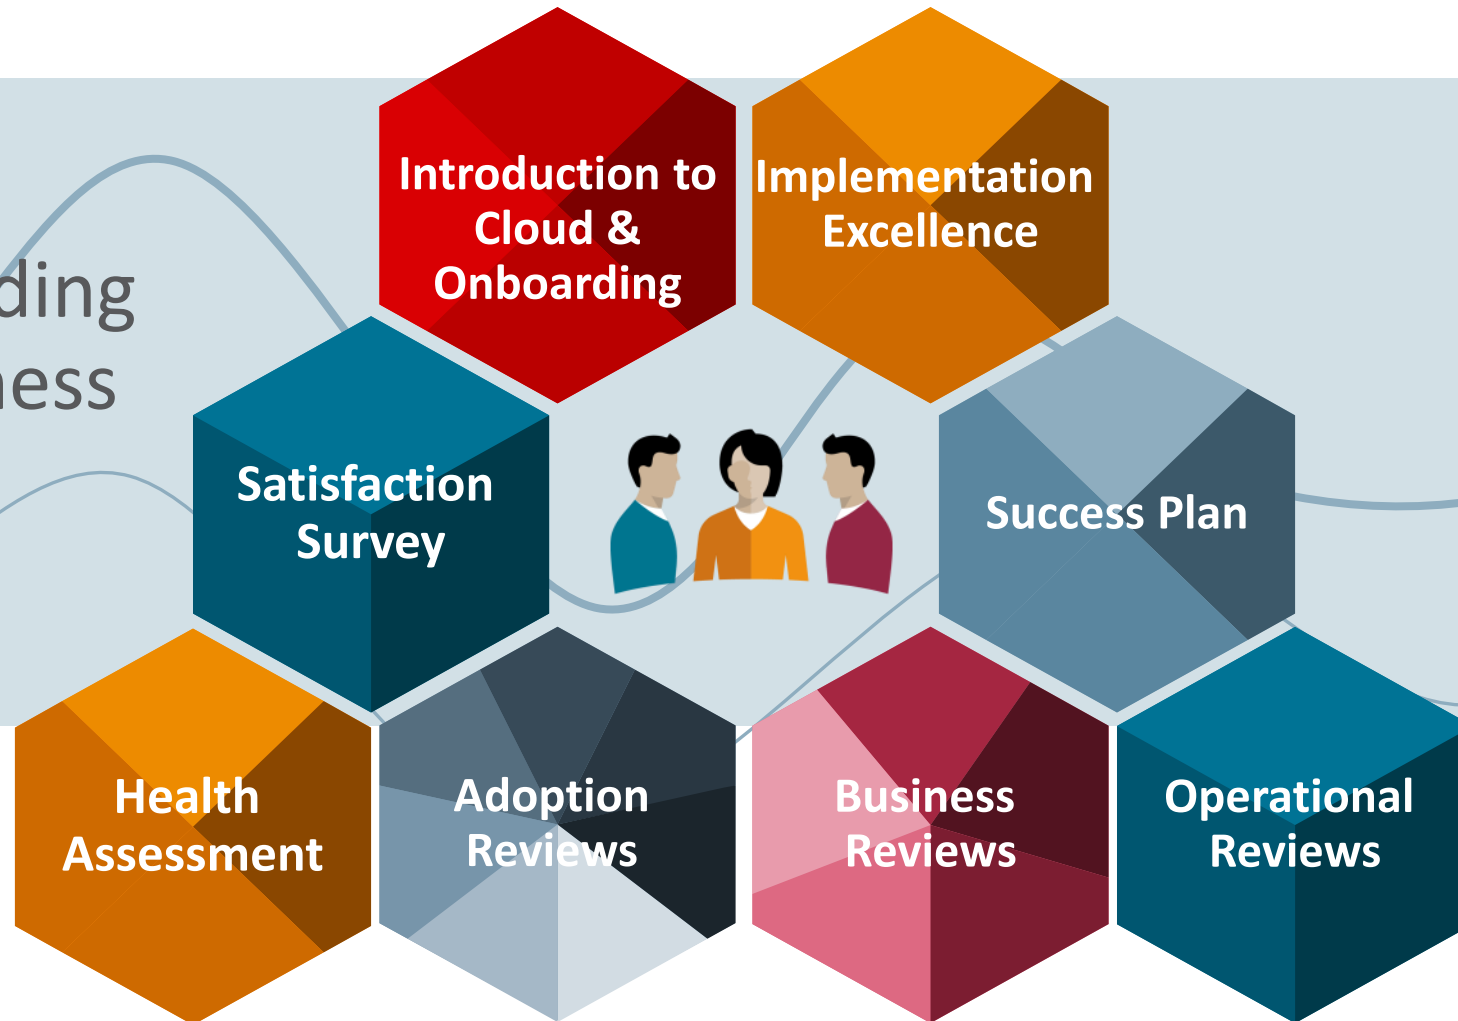 Introduction to
Cloud &
Onboarding
Implementation
Excellence
ding
ness
Satisfaction
Survey
Success Plan
Health
Assessment
Adoption
Reviews
Business
Reviews
Operational
Reviews